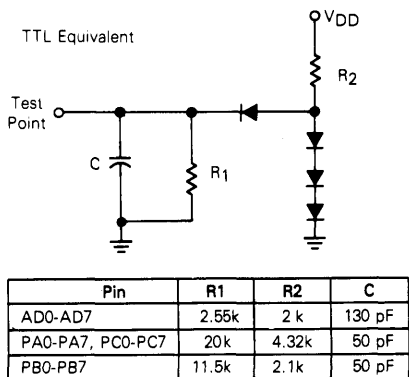 TTL Equivalent
VDD
R2
Test
Point
C
R1
Pin R1 R2 C
AD0-AD7 2.55k 2 k 130 pF
PA0-PA7, PC0-PC7 20k 4.32k 50 pF
PB0-PB7 11.5k 2.1k 50 pF